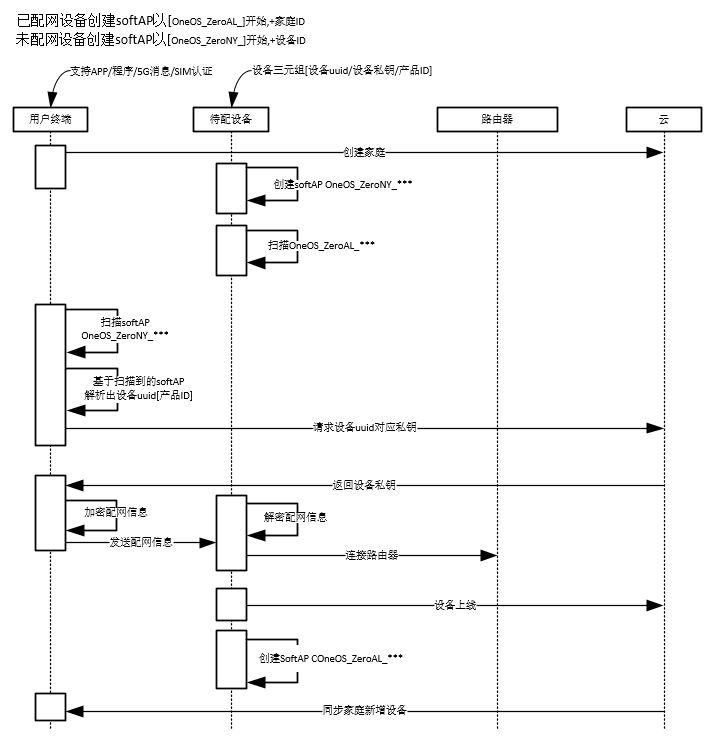 已配网设备创建softAP以[OneOS_ZeroAL_]开始,+家庭ID
未配网设备创建softAP以[OneOS_ZeroNY_]开始,+设备ID
支持APP/程序/5G消息/SIM认证
设备三元组[设备uuid/设备私钥/产品ID]
用户终端
待配设备
路由器
云
创建家庭
创建softAP OneOS_ZeroNY_***
扫描OneOS_ZeroAL_***
扫描softAP
OneOS_ZeroNY_***
基于扫描到的softAP
解析出设备uuid[产品ID]
请求设备uuid对应私钥
返回设备私钥
加密配网信息
解密配网信息
发送配网信息
连接路由器
设备上线
创建SoftAP COneOS_ZeroAL_***
同步家庭新增设备